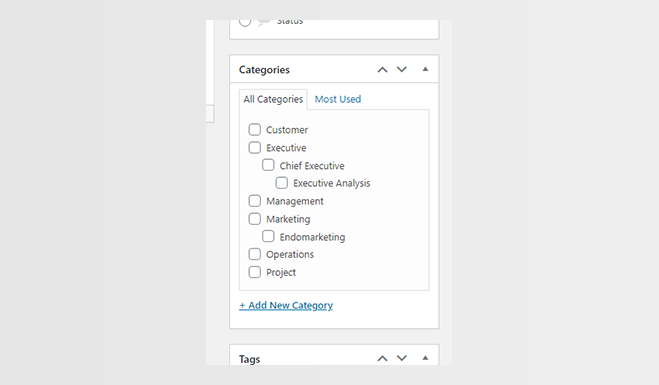 Status
Categories
All Categories Most Used
Customer
Executive
Chief Executive
Executive Analysis
Management
Marketing
Endomarketing
Operations
Project
+ Add New Category
Tags